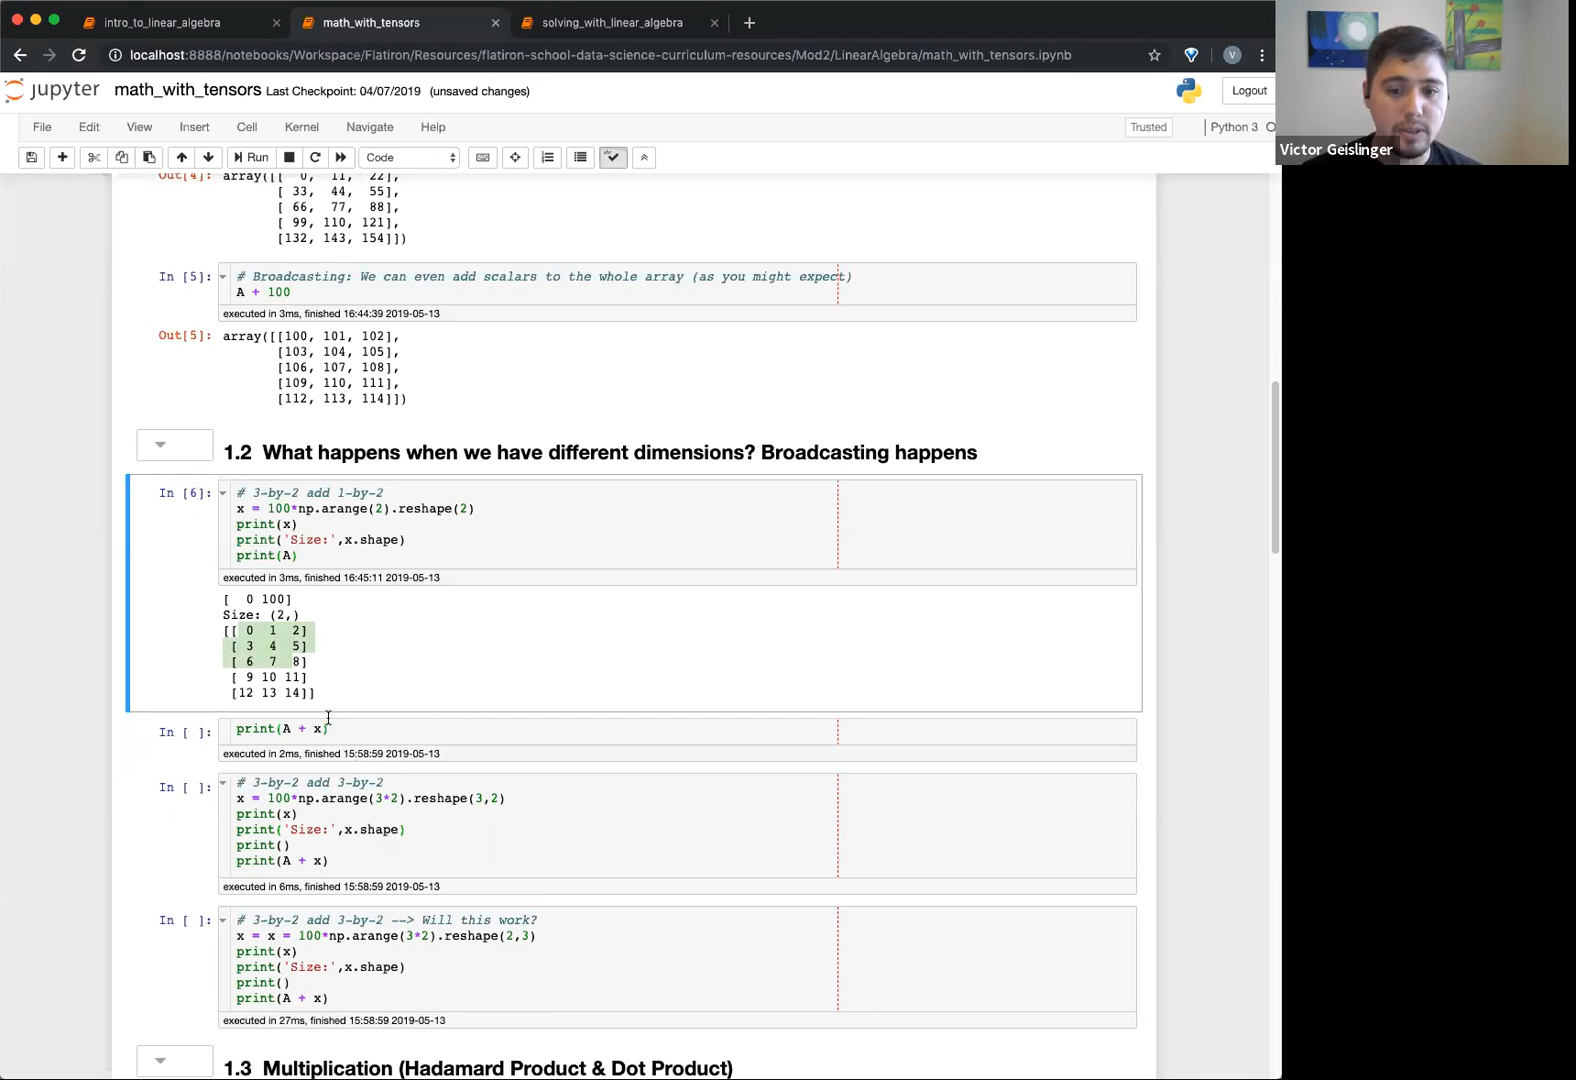 intro_to_linear_algebra
math_with_tensors
solving_with_linear_algebra
localhost:8888/notebooks/Workspace/Flatiron/Resources/flatiron-school-data-science-curriculum-resources/Mod2/LinearAlgebra/math_with_tensors.ipynb
V
jupyter math_with_tensors Last Checkpoint: 04/07/2019 (unsaved changes)
Logout
File Edit View Insert Cell Kernel Navigate Help
Trusted
Python 3
Run
Code
Victor Geislinger
Out[4]: array([[ 0, 11, 22],
[ 33, 44, 55],
[ 66, 77, 88],
[ 99, 110, 121],
[132, 143, 154]])
In [5]: # Broadcasting: We can even add scalars to the whole array (as you might expect)
A + 100
executed in 3ms, finished 16:44:39 2019-05-13
Out[5]: array([[100, 101, 102],
[103, 104, 105],
[106, 107, 108],
[109, 110, 111],
[112, 113, 114]])
1.2 What happens when we have different dimensions? Broadcasting happens
In [6]: # 3-by-2 add 1-by-2
x = 100*np.arange(2).reshape(2)
print(x)
print('Size:',x.shape)
print(A)
executed in 3ms, finished 16:45:11 2019-05-13
[ 0 100]
Size: (2,)
[[ 0 1 2]
[ 3 4 5]
[ 6 7 8]
[ 9 10 11]
[12 13 14]]
In [ ]: print(A + x)
executed in 2ms, finished 15:58:59 2019-05-13
In [ ]: # 3-by-2 add 3-by-2
x = 100*np.arange(3*2).reshape(3,2)
print(x)
print('Size:',x.shape)
print()
print(A + x)
executed in 6ms, finished 15:58:59 2019-05-13
In [ ]: # 3-by-2 add 3-by-2 --> Will this work?
x = x = 100*np.arange(3*2).reshape(2,3)
print(x)
print('Size:',x.shape)
print()
print(A + x)
executed in 27ms, finished 15:58:59 2019-05-13
1.3 Multiplication (Hadamard Product & Dot Product)